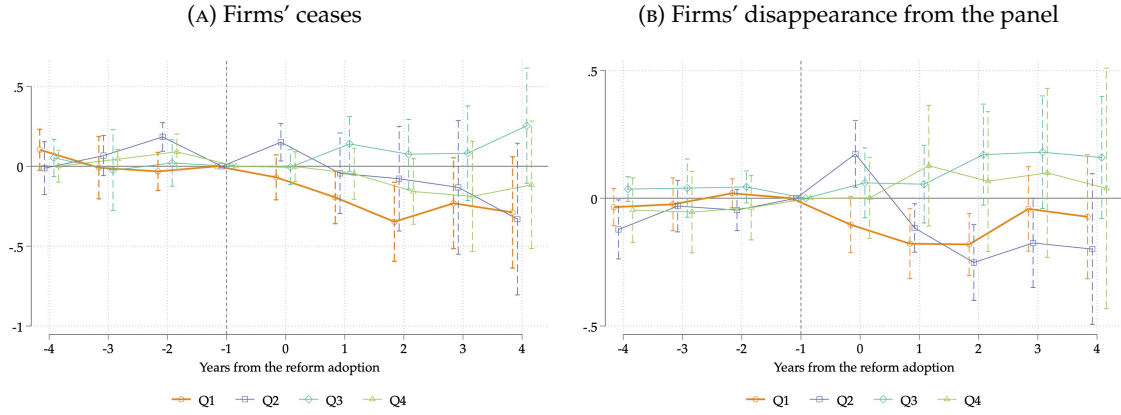 (A) Firms' ceases
.5
0
-.5
-1
-4 -3 -2 -1 0 1 2 3 4
Years from the reform adoption
Q1 Q2 Q3 Q4
(B) Firms' disappearance from the panel
.5
0
-.5
-4 -3 -2 -1 0 1 2 3 4
Years from the reform adoption
Q1 Q2 Q3 Q4